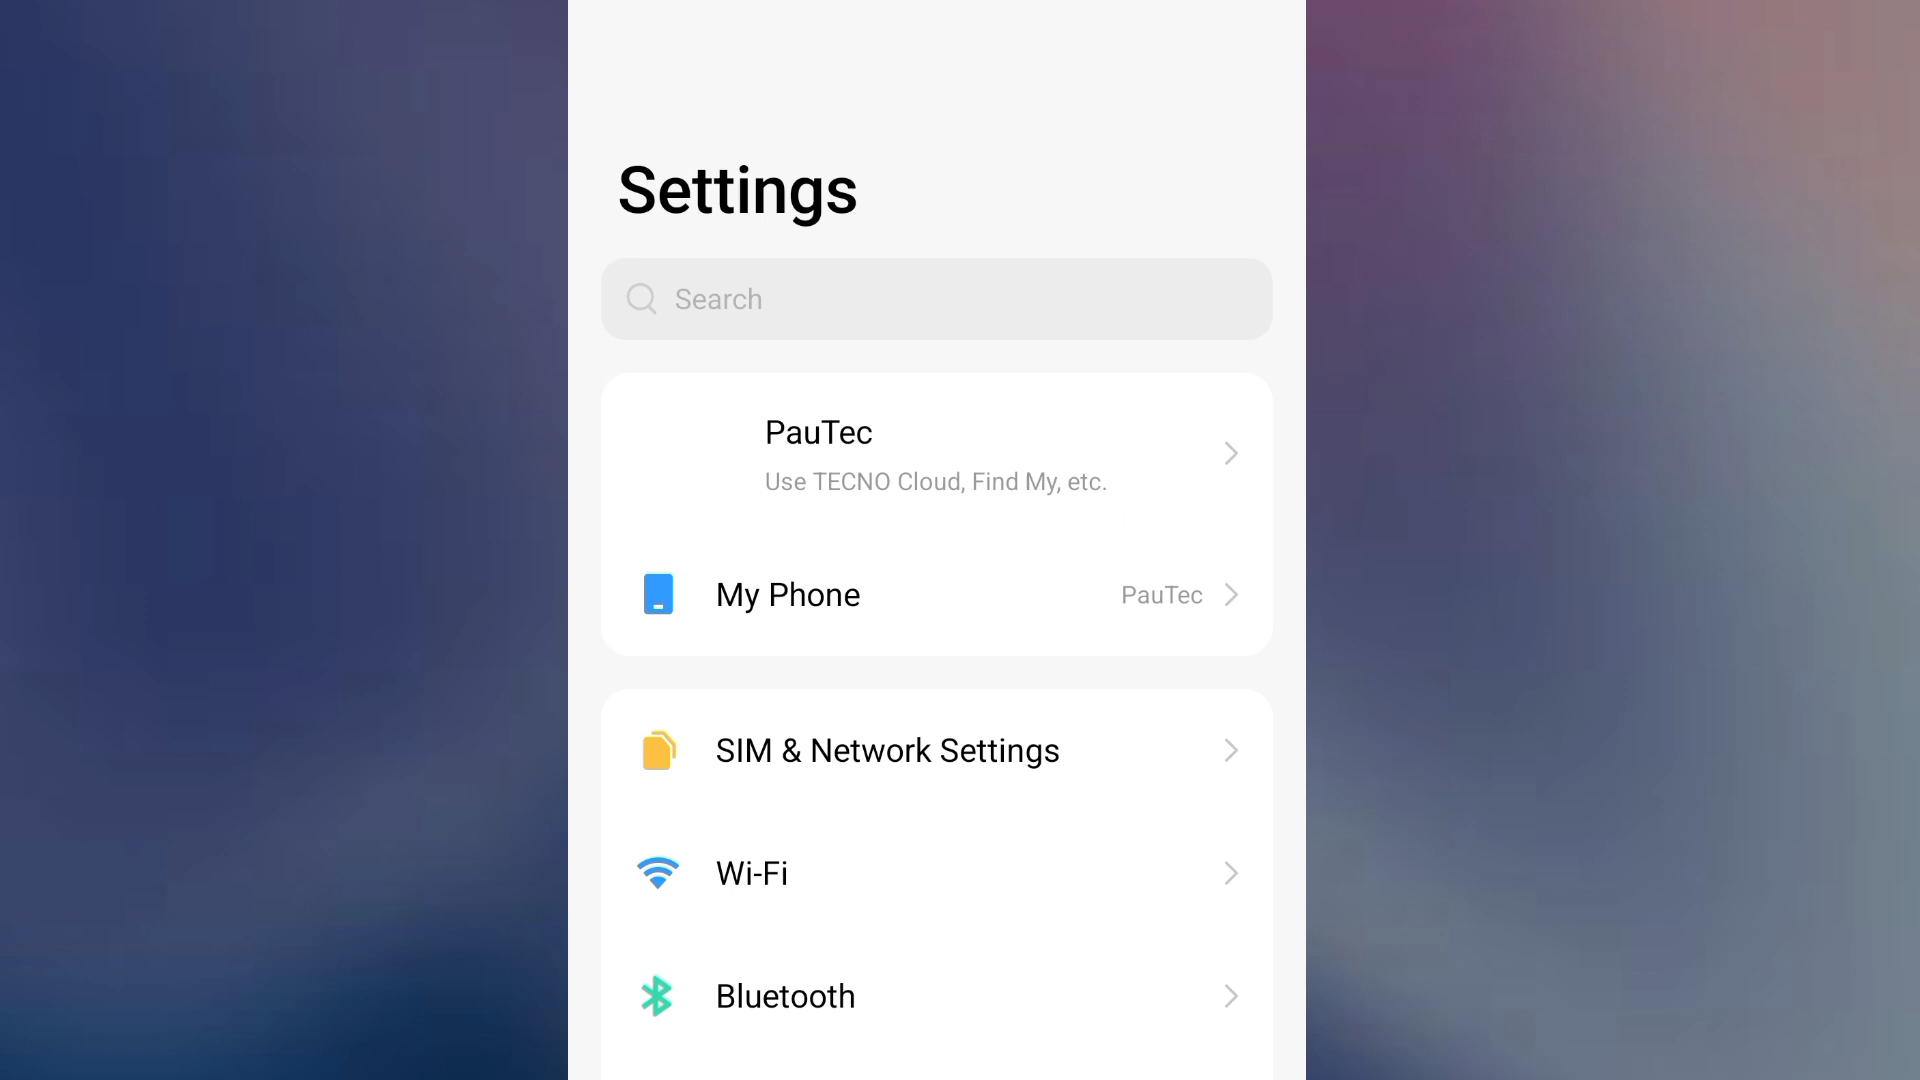 Settings
Search
PauTec
Use TECNO Cloud, Find My, etc.
My Phone PauTec
SIM & Network Settings
Wi-Fi
Bluetooth